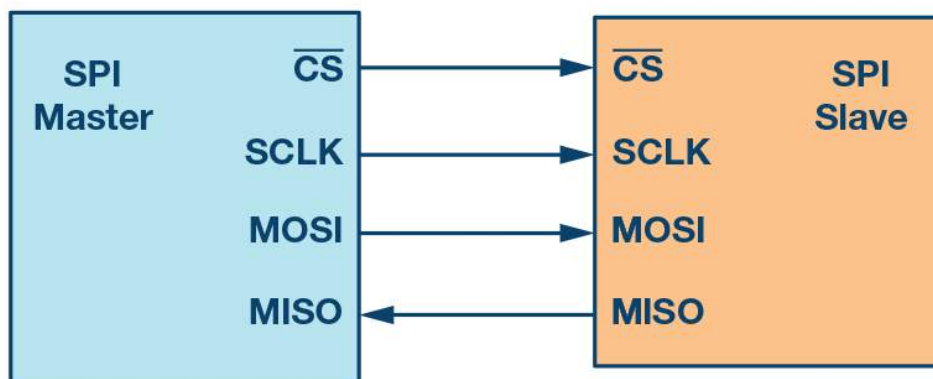 SPI
Master
CS
SCLK
MOSI
MISO
CS
SCLK
MOSI
MISO
SPI
Slave